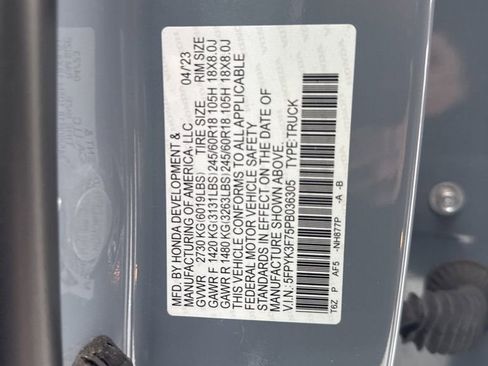 MFD. BY HONDA DEVELOPMENT &
MANUFACTURING OF AMERICA, LLC 04/23
GVWR 2730 KG(6019LBS) TIRE SIZE RIM SIZE
GAWR F 1420 KG(3131LBS)245/60R18 105H 18X8.0J
GAWR R 1480 KG(3263LBS)245/60R18 105H 18X8.0J
THIS VEHICLE CONFORMS TO ALL APPLICABLE
FEDERAL MOTOR VEHICLE SAFETY STANDARDS
IN EFFECT ON THE DATE OF
MANUFACTURE SHOWN ABOVE.
V.I.N.: 5FPYK3F75PB036305 TYPE:TRUCK
T6Z P AF5 -NH877P -A -B